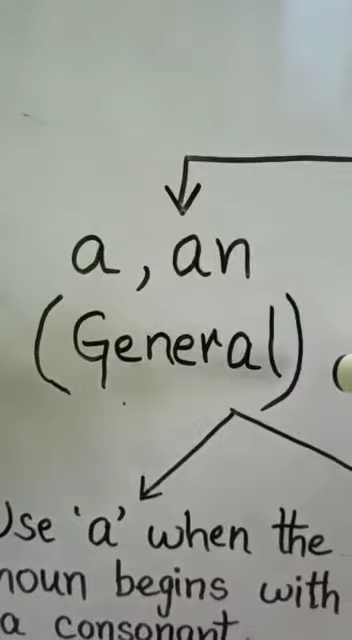 a, an
(General)
Use 'a' when the
noun begins with
a consonant